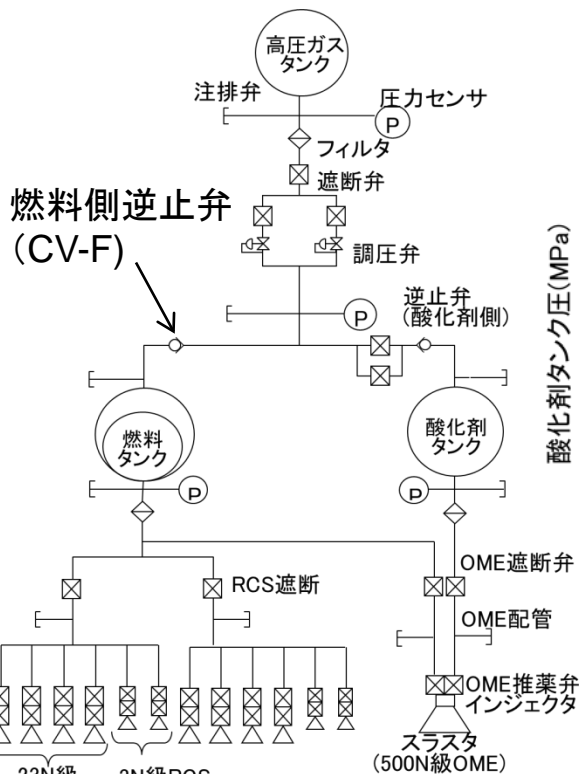 高圧ガス
タンク
注排弁
圧力センサ
P
フィルタ
遮断弁
燃料側逆止弁
(CV-F)
調圧弁
逆止弁
(酸化剤側)
P
酸化剤タンク圧(MPa)
燃料
タンク
酸化剤
タンク
P
P
RCS遮断
OME遮断弁
OME配管
OME推薬弁
インジェクタ
スラスタ
(500N級OME)